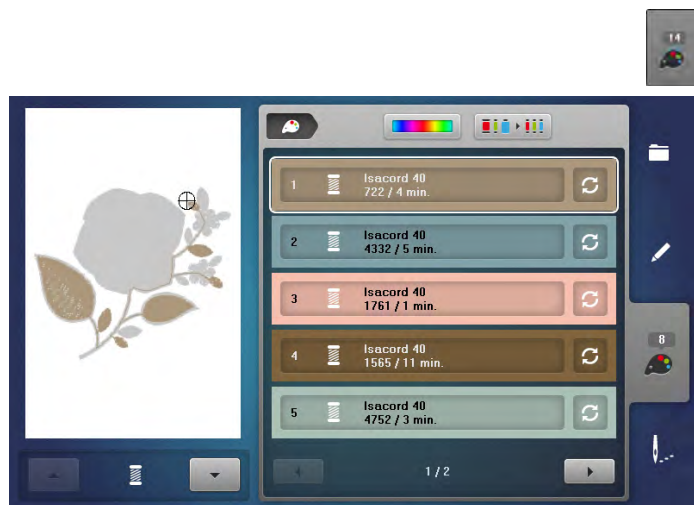 14
1
Isacord 40
722 / 4 min.
2
Isacord 40
4332 / 5 min.
3
Isacord 40
1761 / 1 min.
4
Isacord 40
1565 / 11 min.
5
Isacord 40
4752 / 3 min.
8
1 / 2